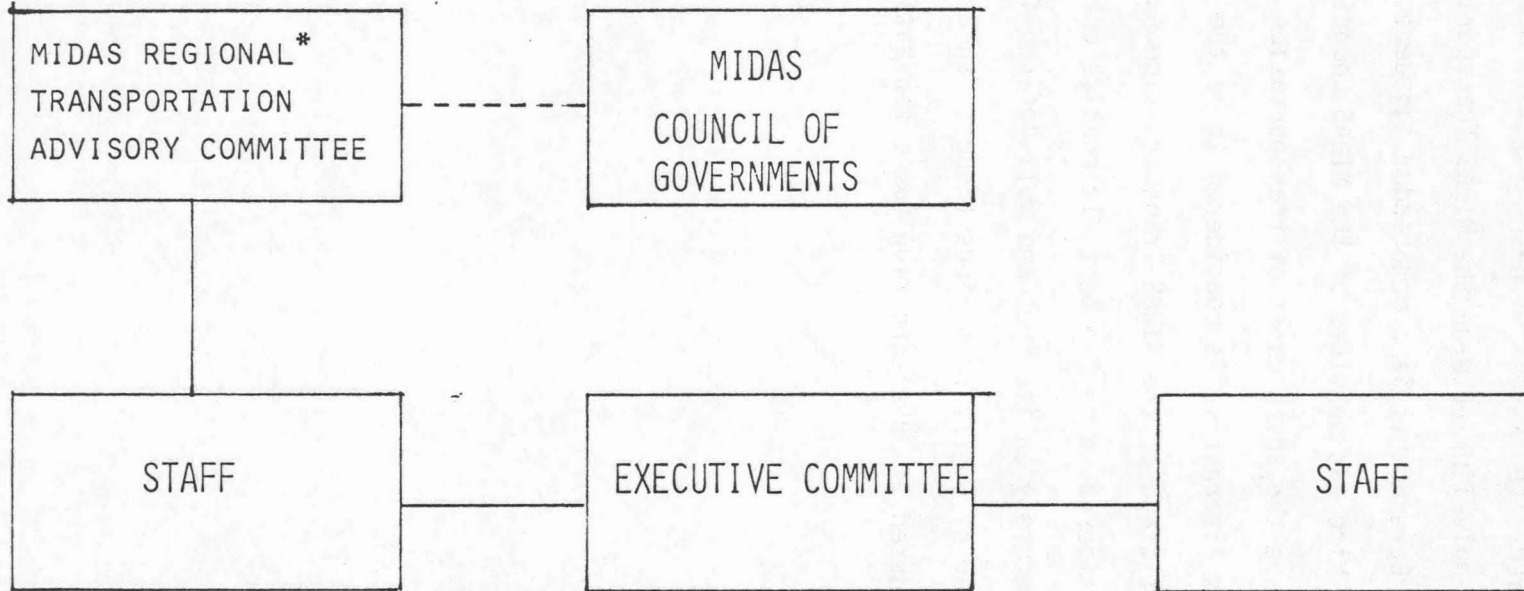 MIDAS REGIONAL*
TRANSPORTATION
ADVISORY COMMITTEE
MIDAS
COUNCIL OF
GOVERNMENTS
STAFF
EXECUTIVE COMMITTEE
STAFF